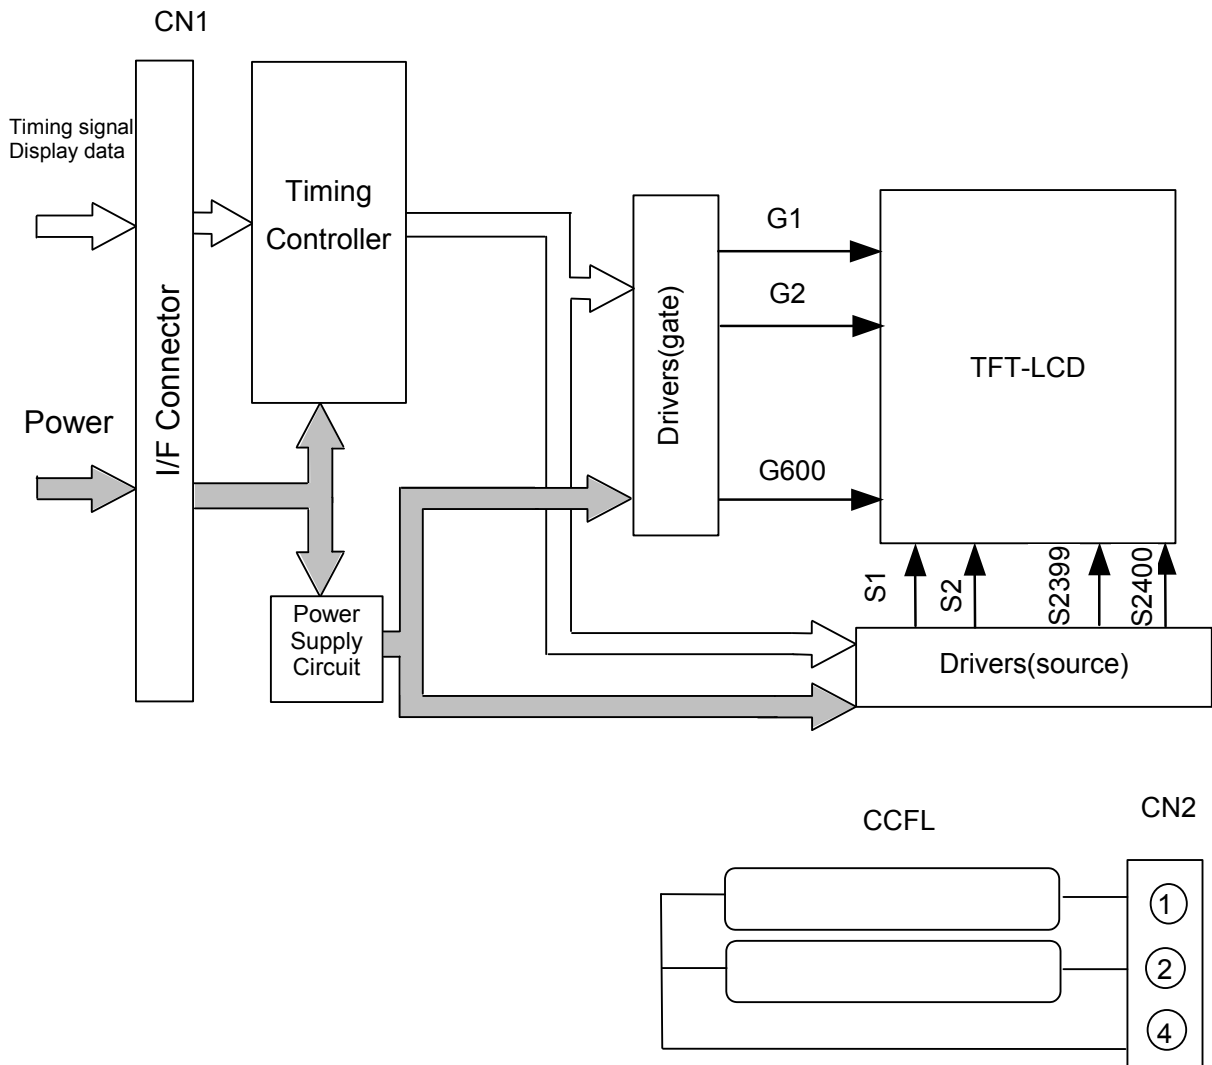 CN1
Timing signal
Display data
Timing
Controller
I/F Connector
Power
Power
Supply
Circuit
Drivers(gate)
G1
G2
G600
TFT-LCD
S1
S2
S2399
S2400
Drivers(source)
CCFL
CN2
1
2
4